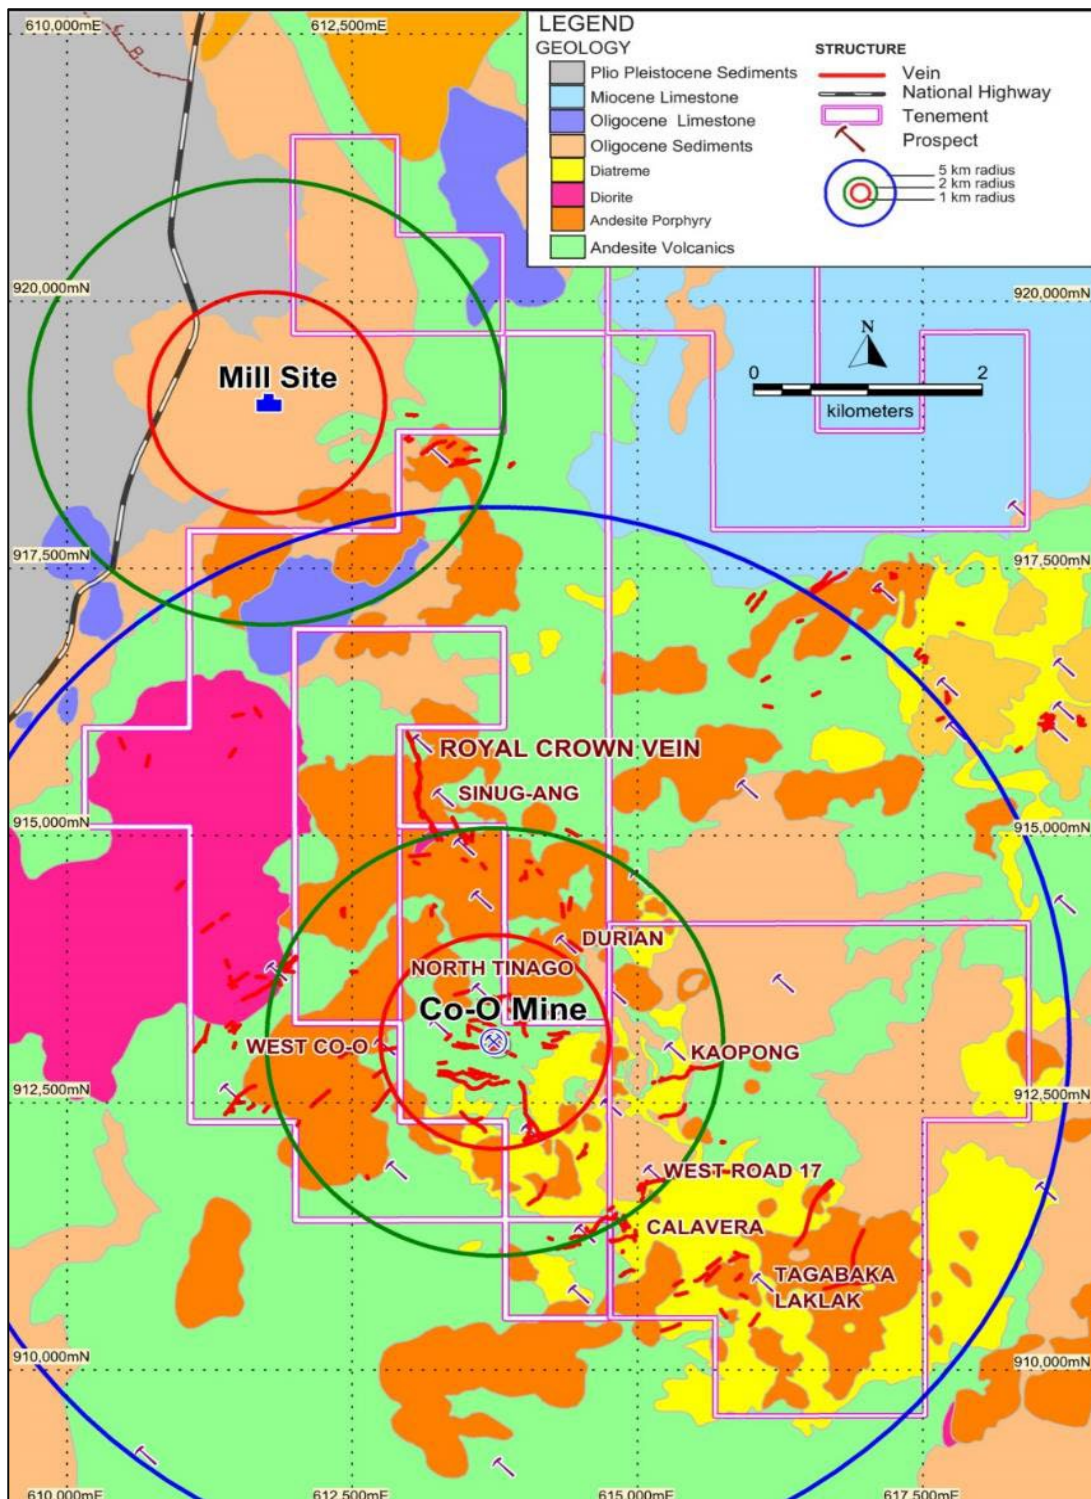 610,000mE
612,500mE
LEGEND
GEOLOGY
Plio Pleistocene Sediments
Miocene Limestone
Oligocene Limestone
Oligocene Sediments
Diatreme
Diorite
Andesite Porphyry
Andesite Volcanics
STRUCTURE
Vein
National Highway
Tenement
Prospect
5 km radius
2 km radius
1 km radius
920,000mN
920,000mN
N
0 2
kilometers
Mill Site
917,500mN
917,500mN
ROYAL CROWN VEIN
SINUG-ANG
915,000mN
915,000mN
DURIAN
NORTH TINAGO
Co-O Mine
WEST CO-O
KAOPONG
912,500mN
912,500mN
WEST ROAD 17
CALAVERA
TAGABAKA
LAKLAK
910,000mN
910,000mN
610,000mE
612,500mE
615,000mE
617,500mE